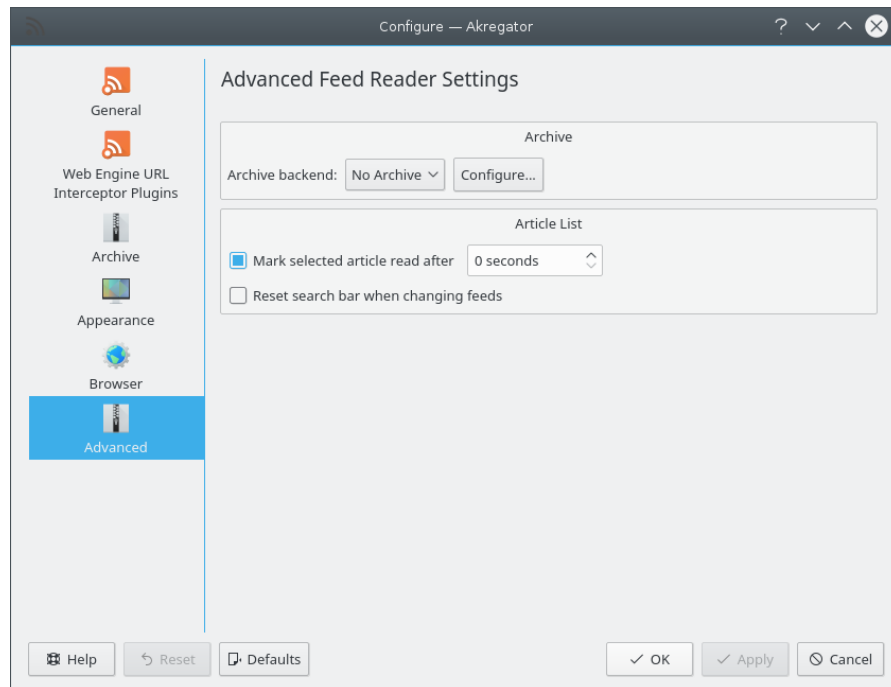 Configure — Akregator
General
Web Engine URL
Interceptor Plugins
Archive
Appearance
Browser
Advanced
Advanced Feed Reader Settings
Archive
Archive backend: No Archive Configure...
Article List
Mark selected article read after 0 seconds
Reset search bar when changing feeds
Help Reset Defaults OK Apply Cancel